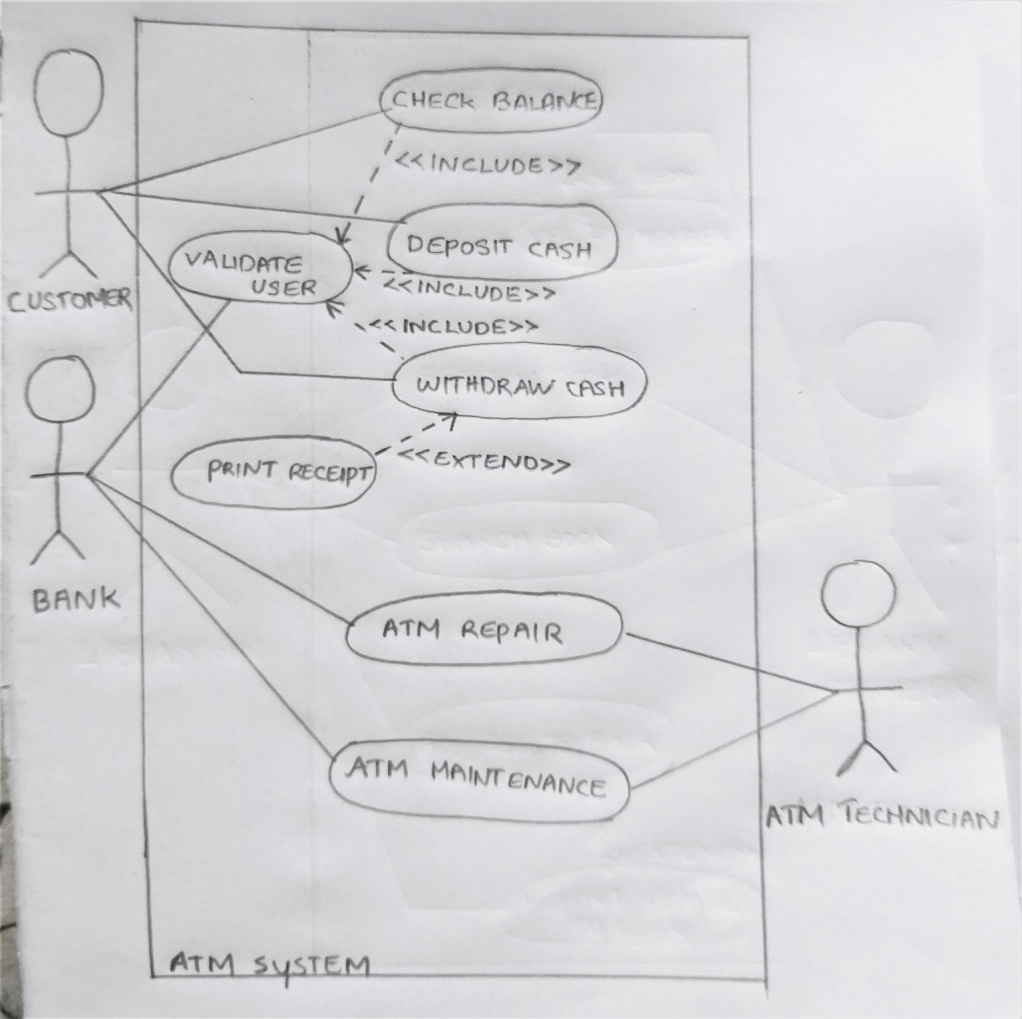 CHECK BALANCE
<<INCLUDE>>
DEPOSIT CASH
VALIDATE
USER
<<INCLUDE>>
CUSTOMER
<<INCLUDE>>
WITHDRAW CASH
PRINT RECEIPT
<<EXTEND>>
BANK
ATM REPAIR
ATM MAINTENANCE
ATM TECHNICIAN
ATM SYSTEM